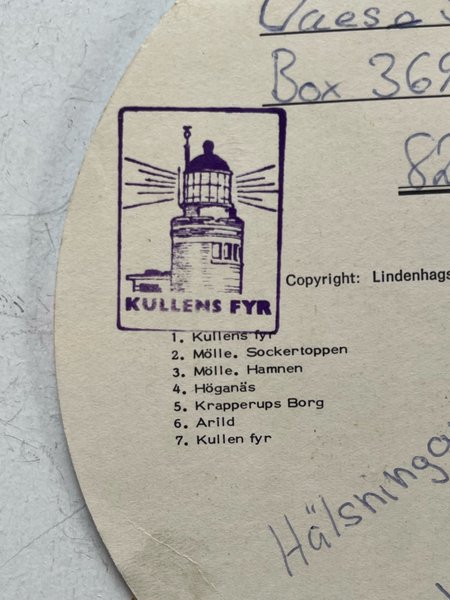 Box 369
82
Copyright: Lindenhags
KULLENS FYR
1. Kullens fyr
2. Mölle. Sockertoppen
3. Mölle. Hamnen
4. Höganäs
5. Krapperups Borg
6. Arild
7. Kullen fyr
Hälsninga